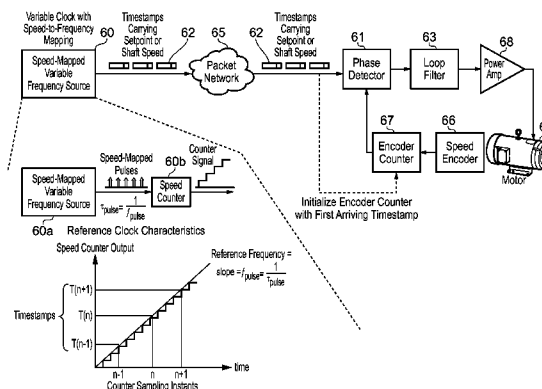 Variable Clock with
Speed-to-Frequency
Mapping
60
Speed-Mapped
Variable
Frequency Source
Timestamps
Carrying
Setpoint or
Shaft Speed
62
65
Packet
Network
62
Timestamps
Carrying
Setpoint or
Shaft Speed
61
Phase
Detector
63
Loop
Filter
68
Power
Amp
67
Encoder
Counter
66
Speed
Encoder
Motor
Initialize Encoder Counter
with First Arriving Timestamp
Speed-Mapped
Variable
Frequency Source
60a
Speed-Mapped
Pulses
τpulse= 1/fpulse
60b
Speed
Counter
Counter
Signal
Reference Clock Characteristics
Speed Counter Output
Reference Frequency=
slope=fpulse= 1/τpulse
Timestamps
T(n+1)
T(n)
T(n-1)
n-1
n
n+1
time
Counter Sampling Instants